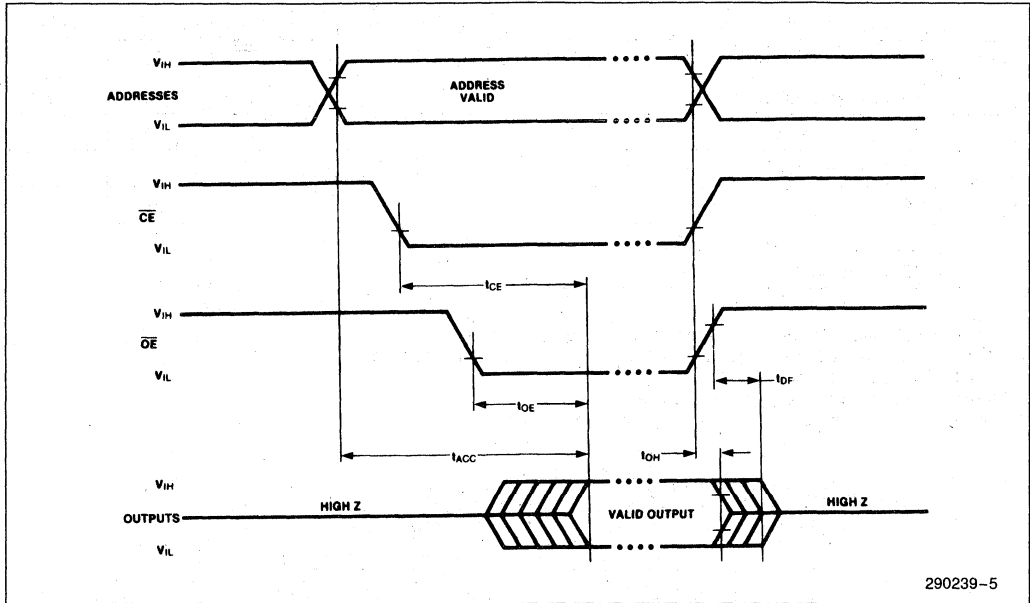 VIH
ADDRESSES
VIL
ADDRESS
VALID
VIH
CE
VIL
tCE
VIH
OE
VIL
tDF
tOE
tACC
tOH
VIH
HIGH Z
OUTPUTS
VALID OUTPUT
HIGH Z
VIL
290239-5